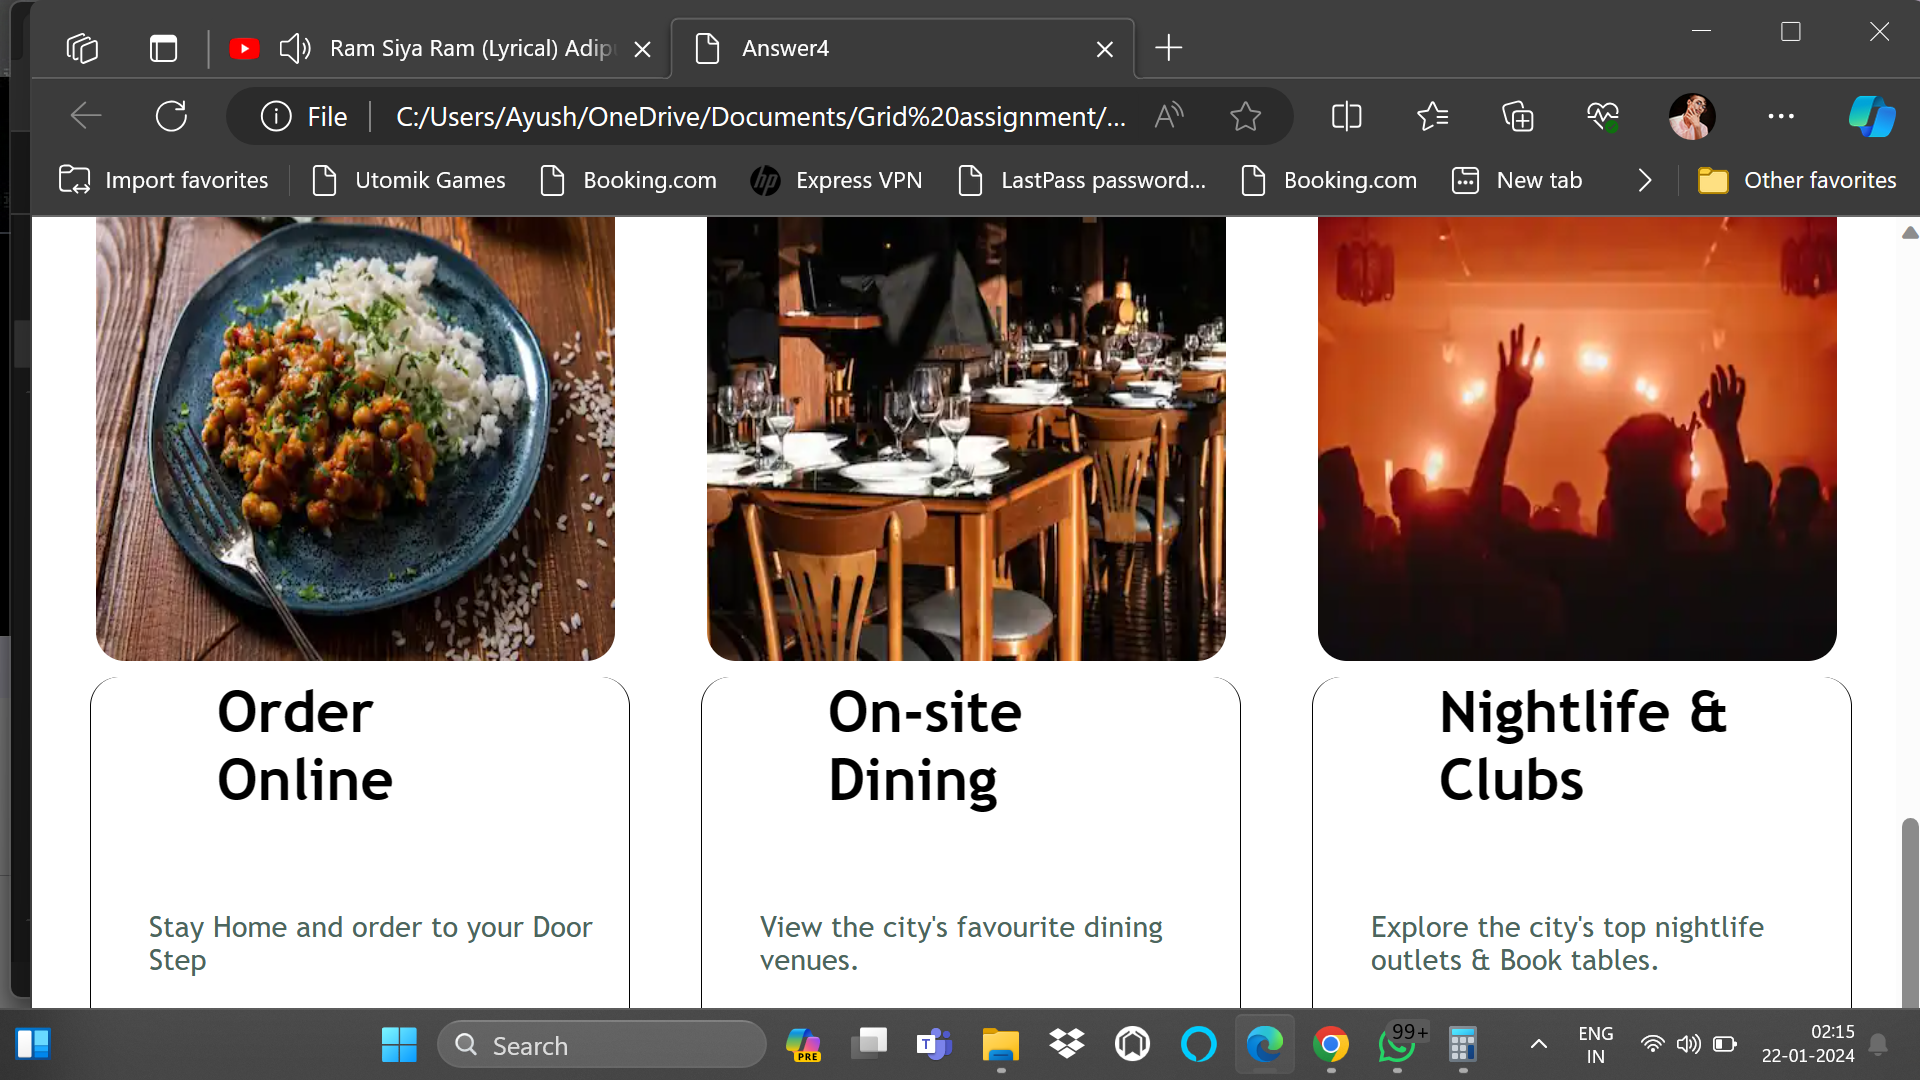 Ram Siya Ram (Lyrical) Adip
Answer4
File
C:/Users/Ayush/OneDrive/Documents/Grid%20assignment/...
Import favorites
Utomik Games
Booking.com
Express VPN
LastPass password...
Booking.com
New tab
Other favorites
Order
Online
On-site
Dining
Nightlife &
Clubs
Stay Home and order to your Door
Step
View the city's favourite dining
venues.
Explore the city's top nightlife
outlets & Book tables.
Search
PRE
99+
ENG
IN
02:15
22-01-2024